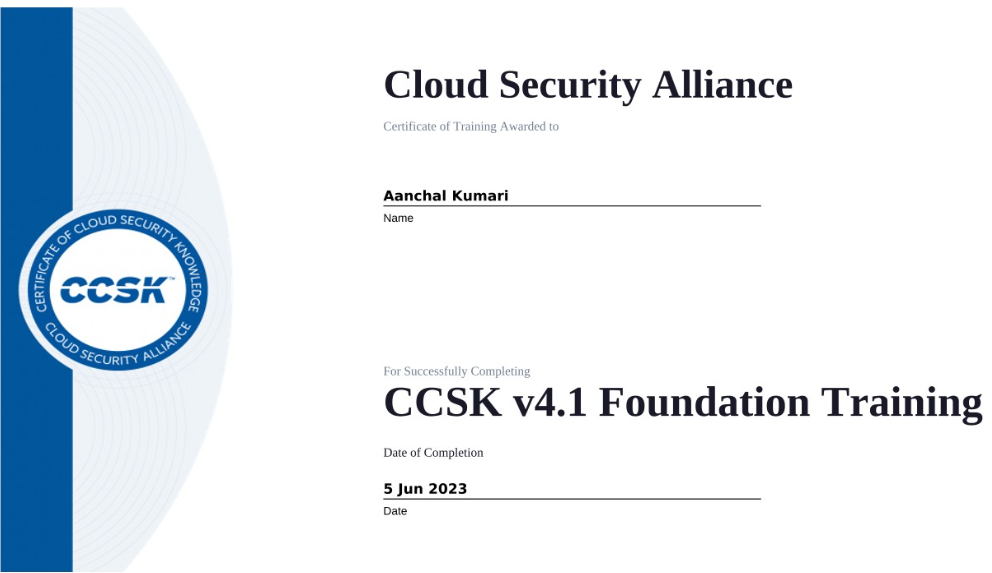 Cloud Security Alliance
Certificate of Training Awarded to
Aanchal Kumari
Name
CERTIFICATE OF CLOUD SECURITY KNOWLEDGE
CCSK™
CLOUD SECURITY ALLIANCE
For Successfully Completing
CCSK v4.1 Foundation Training
Date of Completion
5 Jun 2023
Date